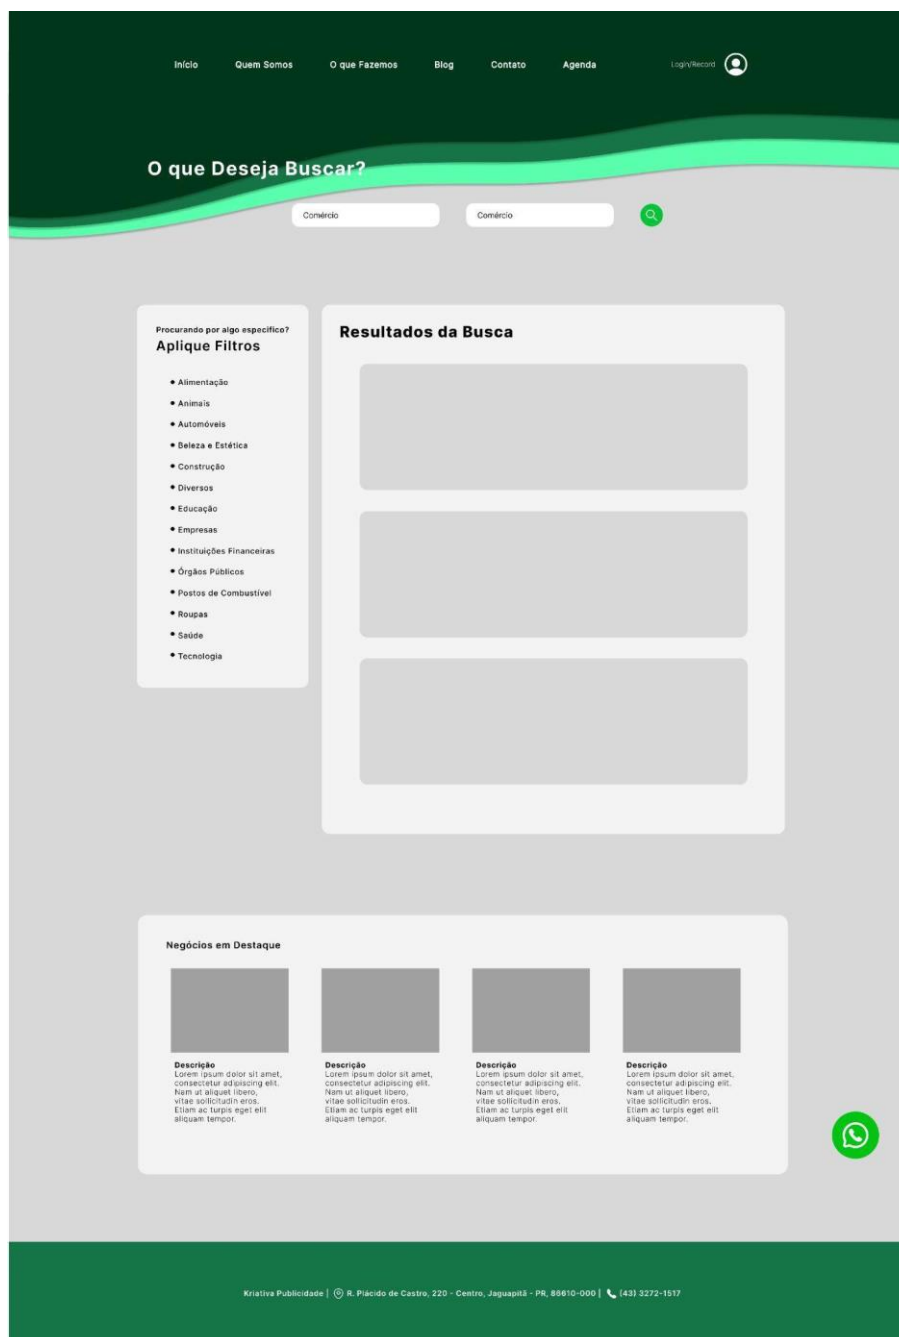 Início Quem Somos O que Fazemos Blog Contato Agenda Login/Record
O que Deseja Buscar?
Comércio Comércio
Procurando por algo específico?
Aplique Filtros
Alimentação
Animais
Automóveis
Beleza e Estética
Construção
Diversos
Educação
Empresas
Instituições Financeiras
Órgãos Públicos
Postos de Combustível
Roupas
Saúde
Tecnologia
Resultados da Busca
Negócios em Destaque
Descrição
Lorem ipsum dolor sit amet,
consectetur adipiscing elit.
Nam ut aliquet libero,
vitae sollicitudin eros.
Etiam ac turpis eget elit
aliquam tempor.
Descrição
Lorem ipsum dolor sit amet,
consectetur adipiscing elit.
Nam ut aliquet libero,
vitae sollicitudin eros.
Etiam ac turpis eget elit
aliquam tempor.
Descrição
Lorem ipsum dolor sit amet,
consectetur adipiscing elit.
Nam ut aliquet libero,
vitae sollicitudin eros.
Etiam ac turpis eget elit
aliquam tempor.
Descrição
Lorem ipsum dolor sit amet,
consectetur adipiscing elit.
Nam ut aliquet libero,
vitae sollicitudin eros.
Etiam ac turpis eget elit
aliquam tempor.
Kriativa Publicidade | R. Plácido de Castro, 220 - Centro, Jaguapitã - PR, 86610-000 | (43) 3272-1517